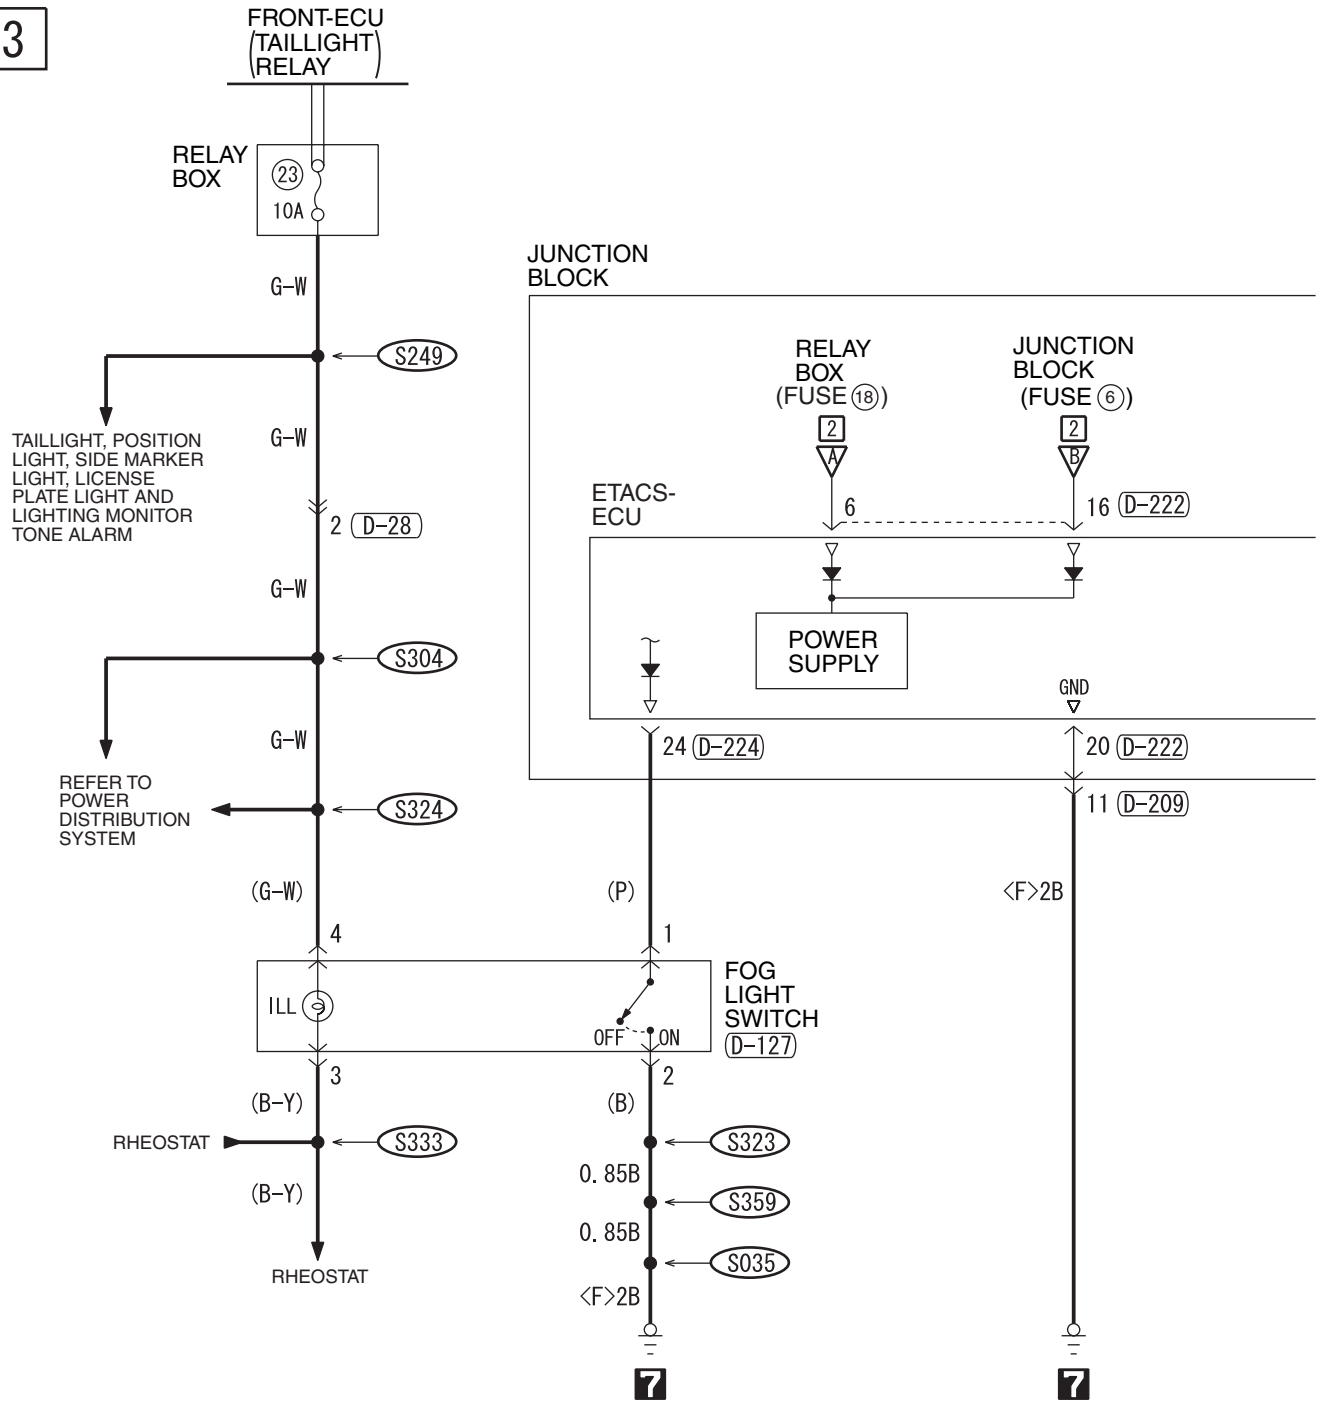 3
FRONT-ECU
(TAILLIGHT
RELAY)
RELAY
BOX
23
10A
G-W
S249
TAILLIGHT, POSITION
LIGHT, SIDE MARKER
LIGHT, LICENSE
PLATE LIGHT AND
LIGHTING MONITOR
TONE ALARM
G-W
2 D-28
G-W
S304
REFER TO
POWER
DISTRIBUTION
SYSTEM
G-W
S324
(G-W)
4
ILL
3
(B-Y)
RHEOSTAT
S333
(B-Y)
RHEOSTAT
JUNCTION
BLOCK
RELAY
BOX
(FUSE 18)
2
A
6
JUNCTION
BLOCK
(FUSE 6)
2
B
16 D-222
ETACS-
ECU
POWER
SUPPLY
GND
24 D-224
20 D-222
11 D-209
(P)
<F>2B
1
FOG
LIGHT
SWITCH
D-127
OFF ON
2
(B)
S323
0.85B
S359
0.85B
S035
<F>2B
7
7